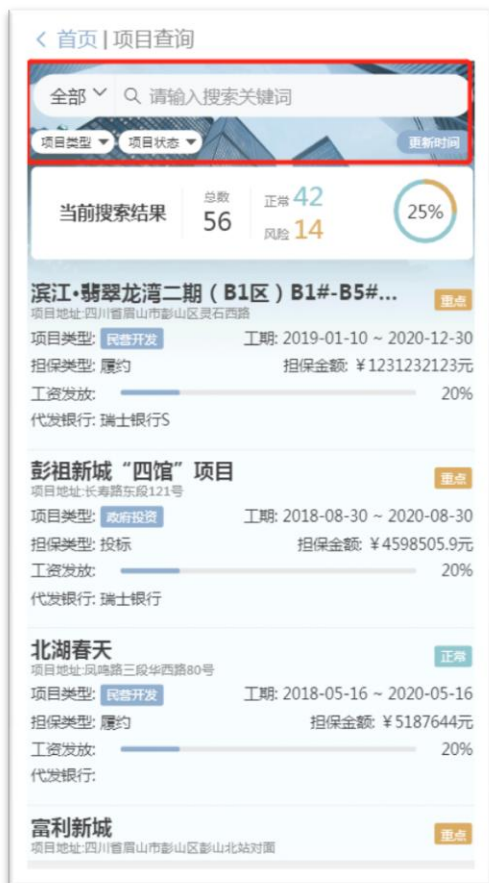 < 首页 | 项目查询
全部 请输入搜索关键词
项目类型 项目状态 更新时间
当前搜索结果 总数 56 正常 42 风险 14 25%
滨江·翡翠龙湾二期（B1区）B1#-B5#... 重点
项目地址:四川省眉山市彭山区灵石西路
项目类型: 民营开发 工期: 2019-01-10 ~ 2020-12-30
担保类型: 履约 担保金额: ¥1231232123元
工资发放: 20%
代发银行: 瑞士银行S
彭祖新城“四馆”项目 重点
项目地址:长寿路东段121号
项目类型: 政府投资 工期: 2018-08-30 ~ 2020-08-30
担保类型: 投标 担保金额: ¥4598505.9元
工资发放: 20%
代发银行: 瑞士银行
北湖春天 正常
项目地址:凤鸣路三段华西路80号
项目类型: 民营开发 工期: 2018-05-16 ~ 2020-05-16
担保类型: 履约 担保金额: ¥5187644元
工资发放: 20%
代发银行:
富利新城 重点
项目地址:四川省眉山市彭山区彭山北站对面